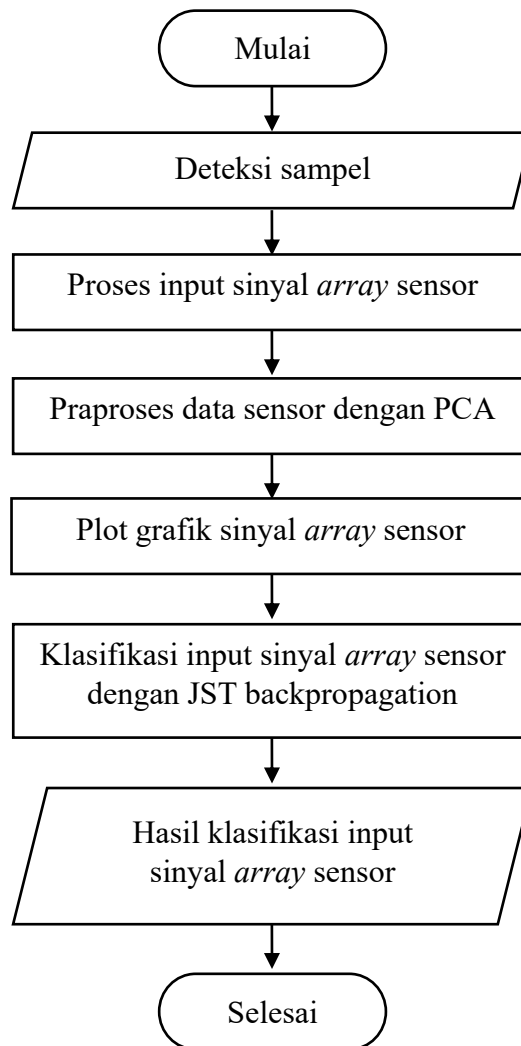 Mulai
Deteksi sampel
Proses input sinyal array sensor
Praproses data sensor dengan PCA
Plot grafik sinyal array sensor
Klasifikasi input sinyal array sensor
dengan JST backpropagation
Hasil klasifikasi input
sinyal array sensor
Selesai